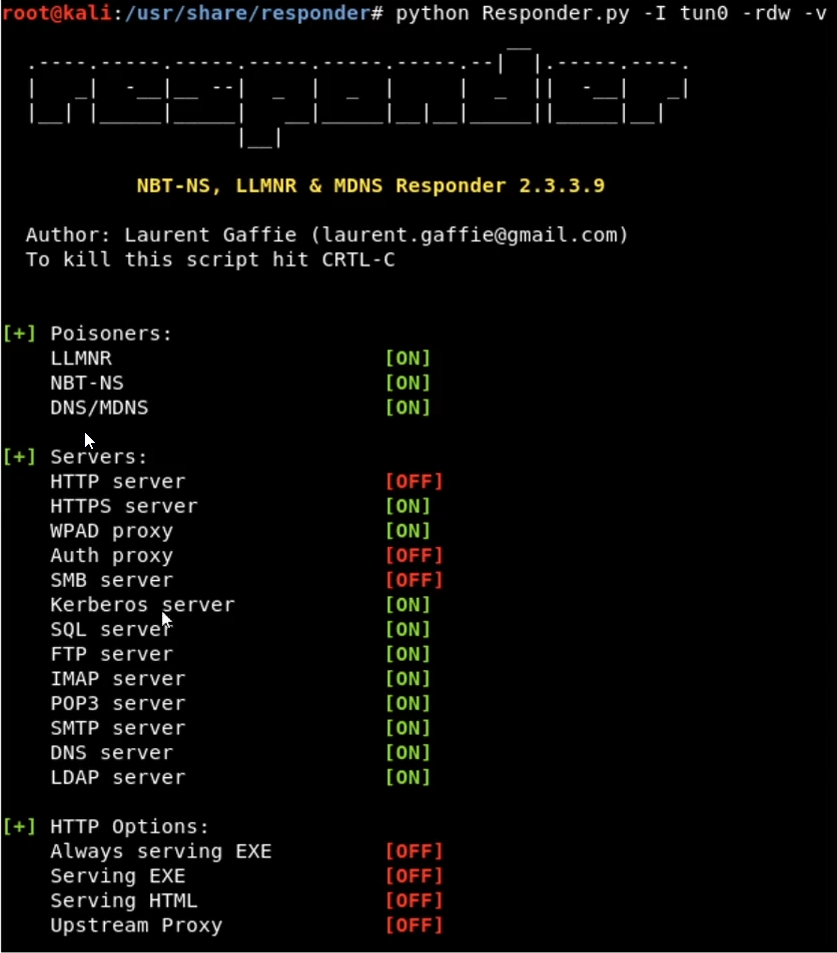 root@kali:/usr/share/responder# python Responder.py -I tun0 -rdw -v
responder
NBT-NS, LLMNR & MDNS Responder 2.3.3.9
Author: Laurent Gaffie (laurent.gaffie@gmail.com)
To kill this script hit CRTL-C
[+] Poisoners:
LLMNR [ON]
NBT-NS [ON]
DNS/MDNS [ON]
[+] Servers:
HTTP server [OFF]
HTTPS server [ON]
WPAD proxy [ON]
Auth proxy [OFF]
SMB server [OFF]
Kerberos server [ON]
SQL server [ON]
FTP server [ON]
IMAP server [ON]
POP3 server [ON]
SMTP server [ON]
DNS server [ON]
LDAP server [ON]
[+] HTTP Options:
Always serving EXE [OFF]
Serving EXE [OFF]
Serving HTML [OFF]
Upstream Proxy [OFF]